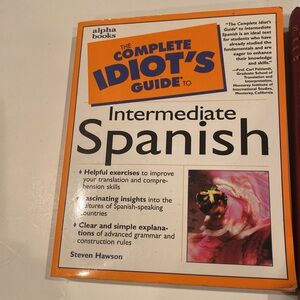 alpha
books
THE
COMPLETE
IDIOT'S
GUIDE TO
"The Complete Idiot's
Guide® to Intermediate
Spanish is an ideal text
for students who have
already studied the
fundamentals and are
eager to enhance
their knowledge
and skills."
—Prof. Carl
Graduate School of
Translation and
Interpretation,
Monterey Institute
of International
Studies,
Monterey, California
Intermediate
Spanish
Helpful exercises to improve
your translation and compre-
hension skills
Fascinating insights into the
cultures of Spanish-speaking
countries
Clear and simple explana-
tions of advanced grammar and
construction rules
Steven Hawson